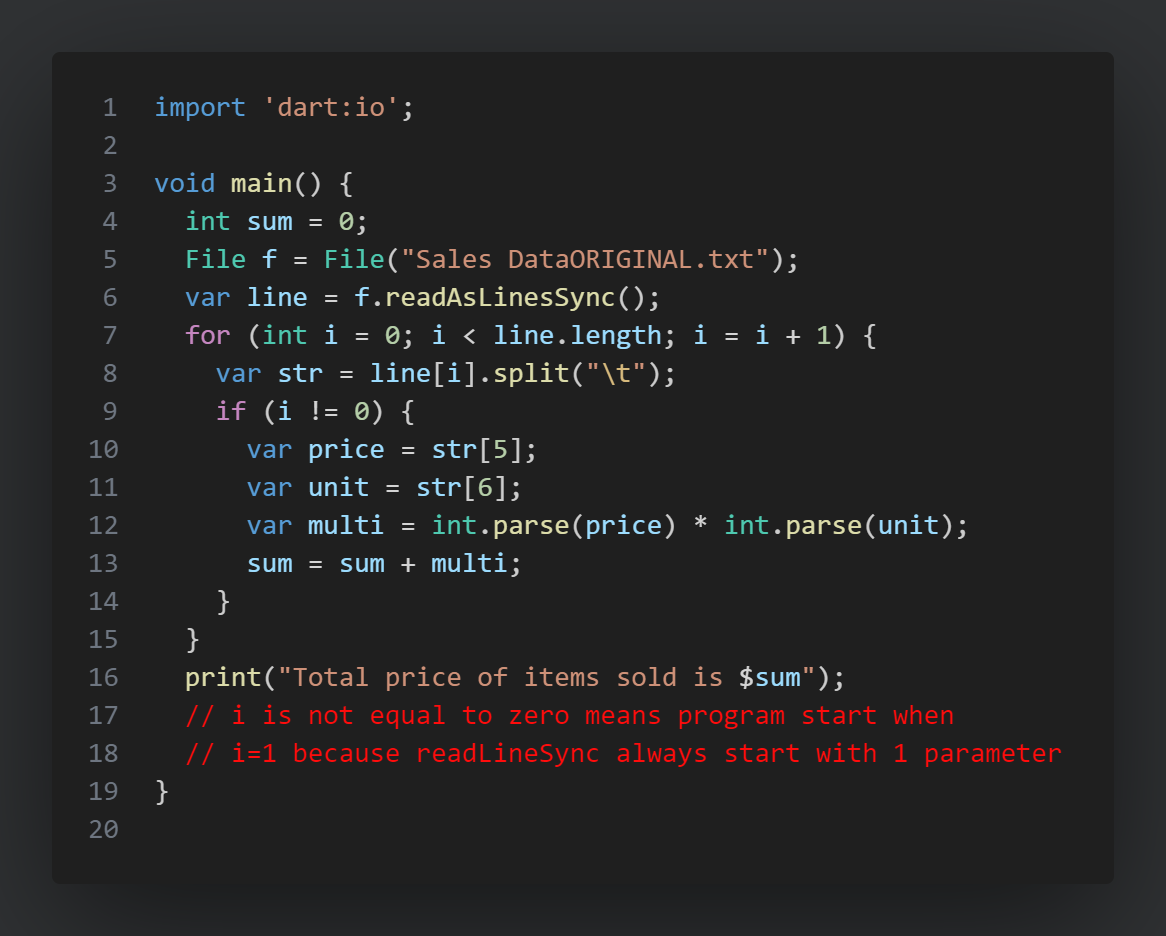 1 import 'dart:io';
2
3 void main() {
4   int sum = 0;
5   File f = File("Sales DataORIGINAL.txt");
6   var line = f.readAsLinesSync();
7   for (int i = 0; i < line.length; i = i + 1) {
8     var str = line[i].split("\t");
9     if (i != 0) {
10       var price = str[5];
11       var unit = str[6];
12       var multi = int.parse(price) * int.parse(unit);
13       sum = sum + multi;
14     }
15   }
16   print("Total price of items sold is $sum");
17   // i is not equal to zero means program start when
18   // i=1 because readLineSync always start with 1 parameter
19 }
20